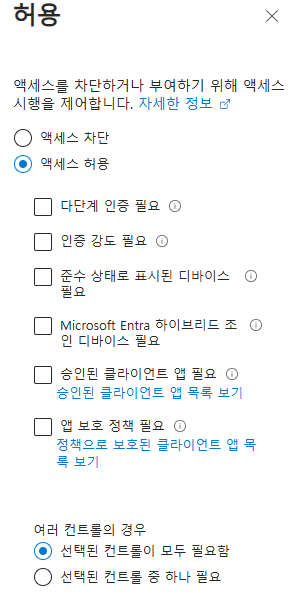 허용
액세스를 차단하거나 부여하기 위해 액세스
시행을 제어합니다. 자세한 정보
액세스 차단
액세스 허용
다단계 인증 필요
인증 강도 필요
준수 상태로 표시된 디바이스
필요
Microsoft Entra 하이브리드 조
인 디바이스 필요
승인된 클라이언트 앱 필요
승인된 클라이언트 앱 목록 보기
앱 보호 정책 필요
정책으로 보호된 클라이언트 앱 목
록 보기
여러 컨트롤의 경우
선택된 컨트롤이 모두 필요함
선택된 컨트롤 중 하나 필요